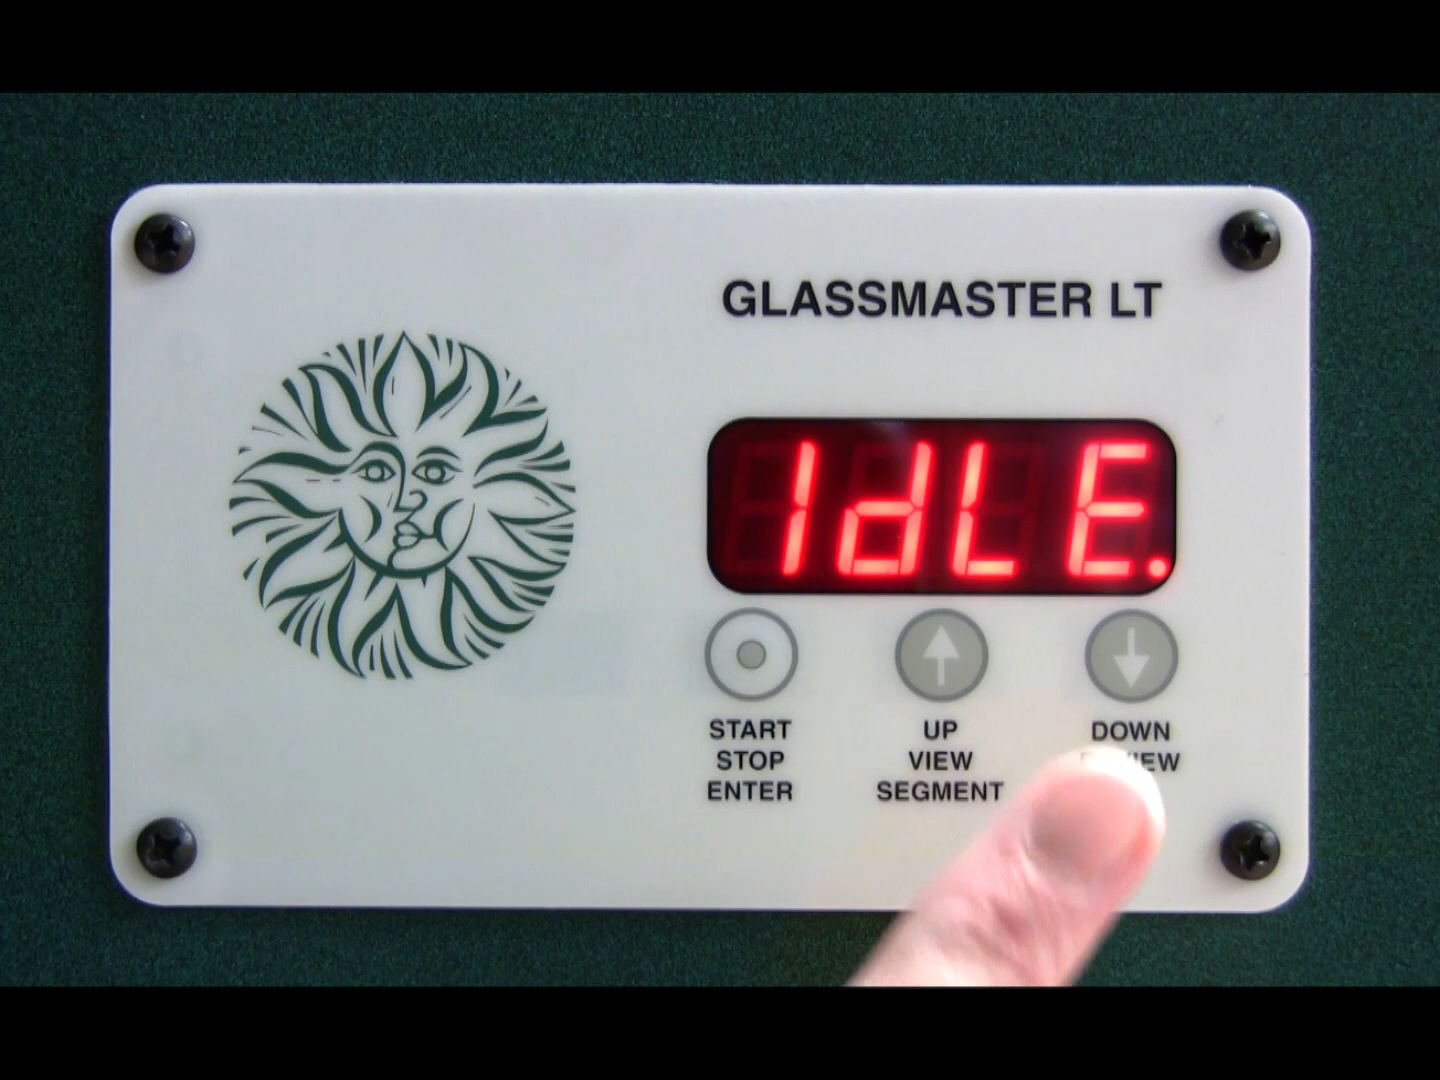 GLASSMASTER LT
IdLE.
START
STOP
ENTER
UP
VIEW
SEGMENT
DOWN